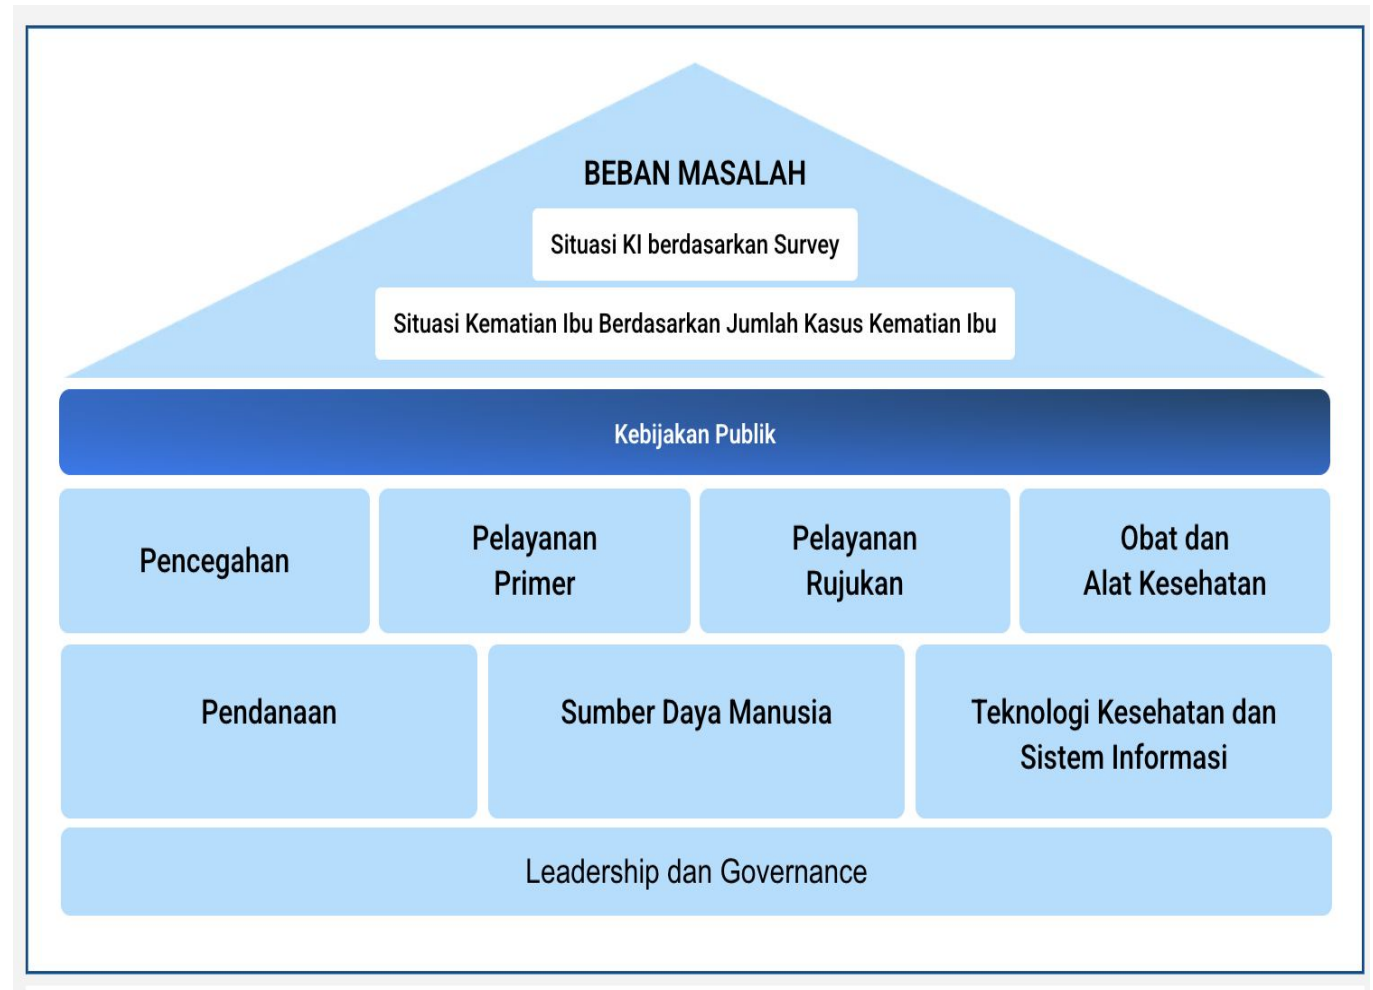 BEBAN MASALAH
Situasi KI berdasarkan Survey
Situasi Kematian Ibu Berdasarkan Jumlah Kasus Kematian Ibu
Kebijakan Publik
Pencegahan
Pelayanan
Primer
Pelayanan
Rujukan
Obat dan
Alat Kesehatan
Pendanaan
Sumber Daya Manusia
Teknologi Kesehatan dan
Sistem Informasi
Leadership dan Governance